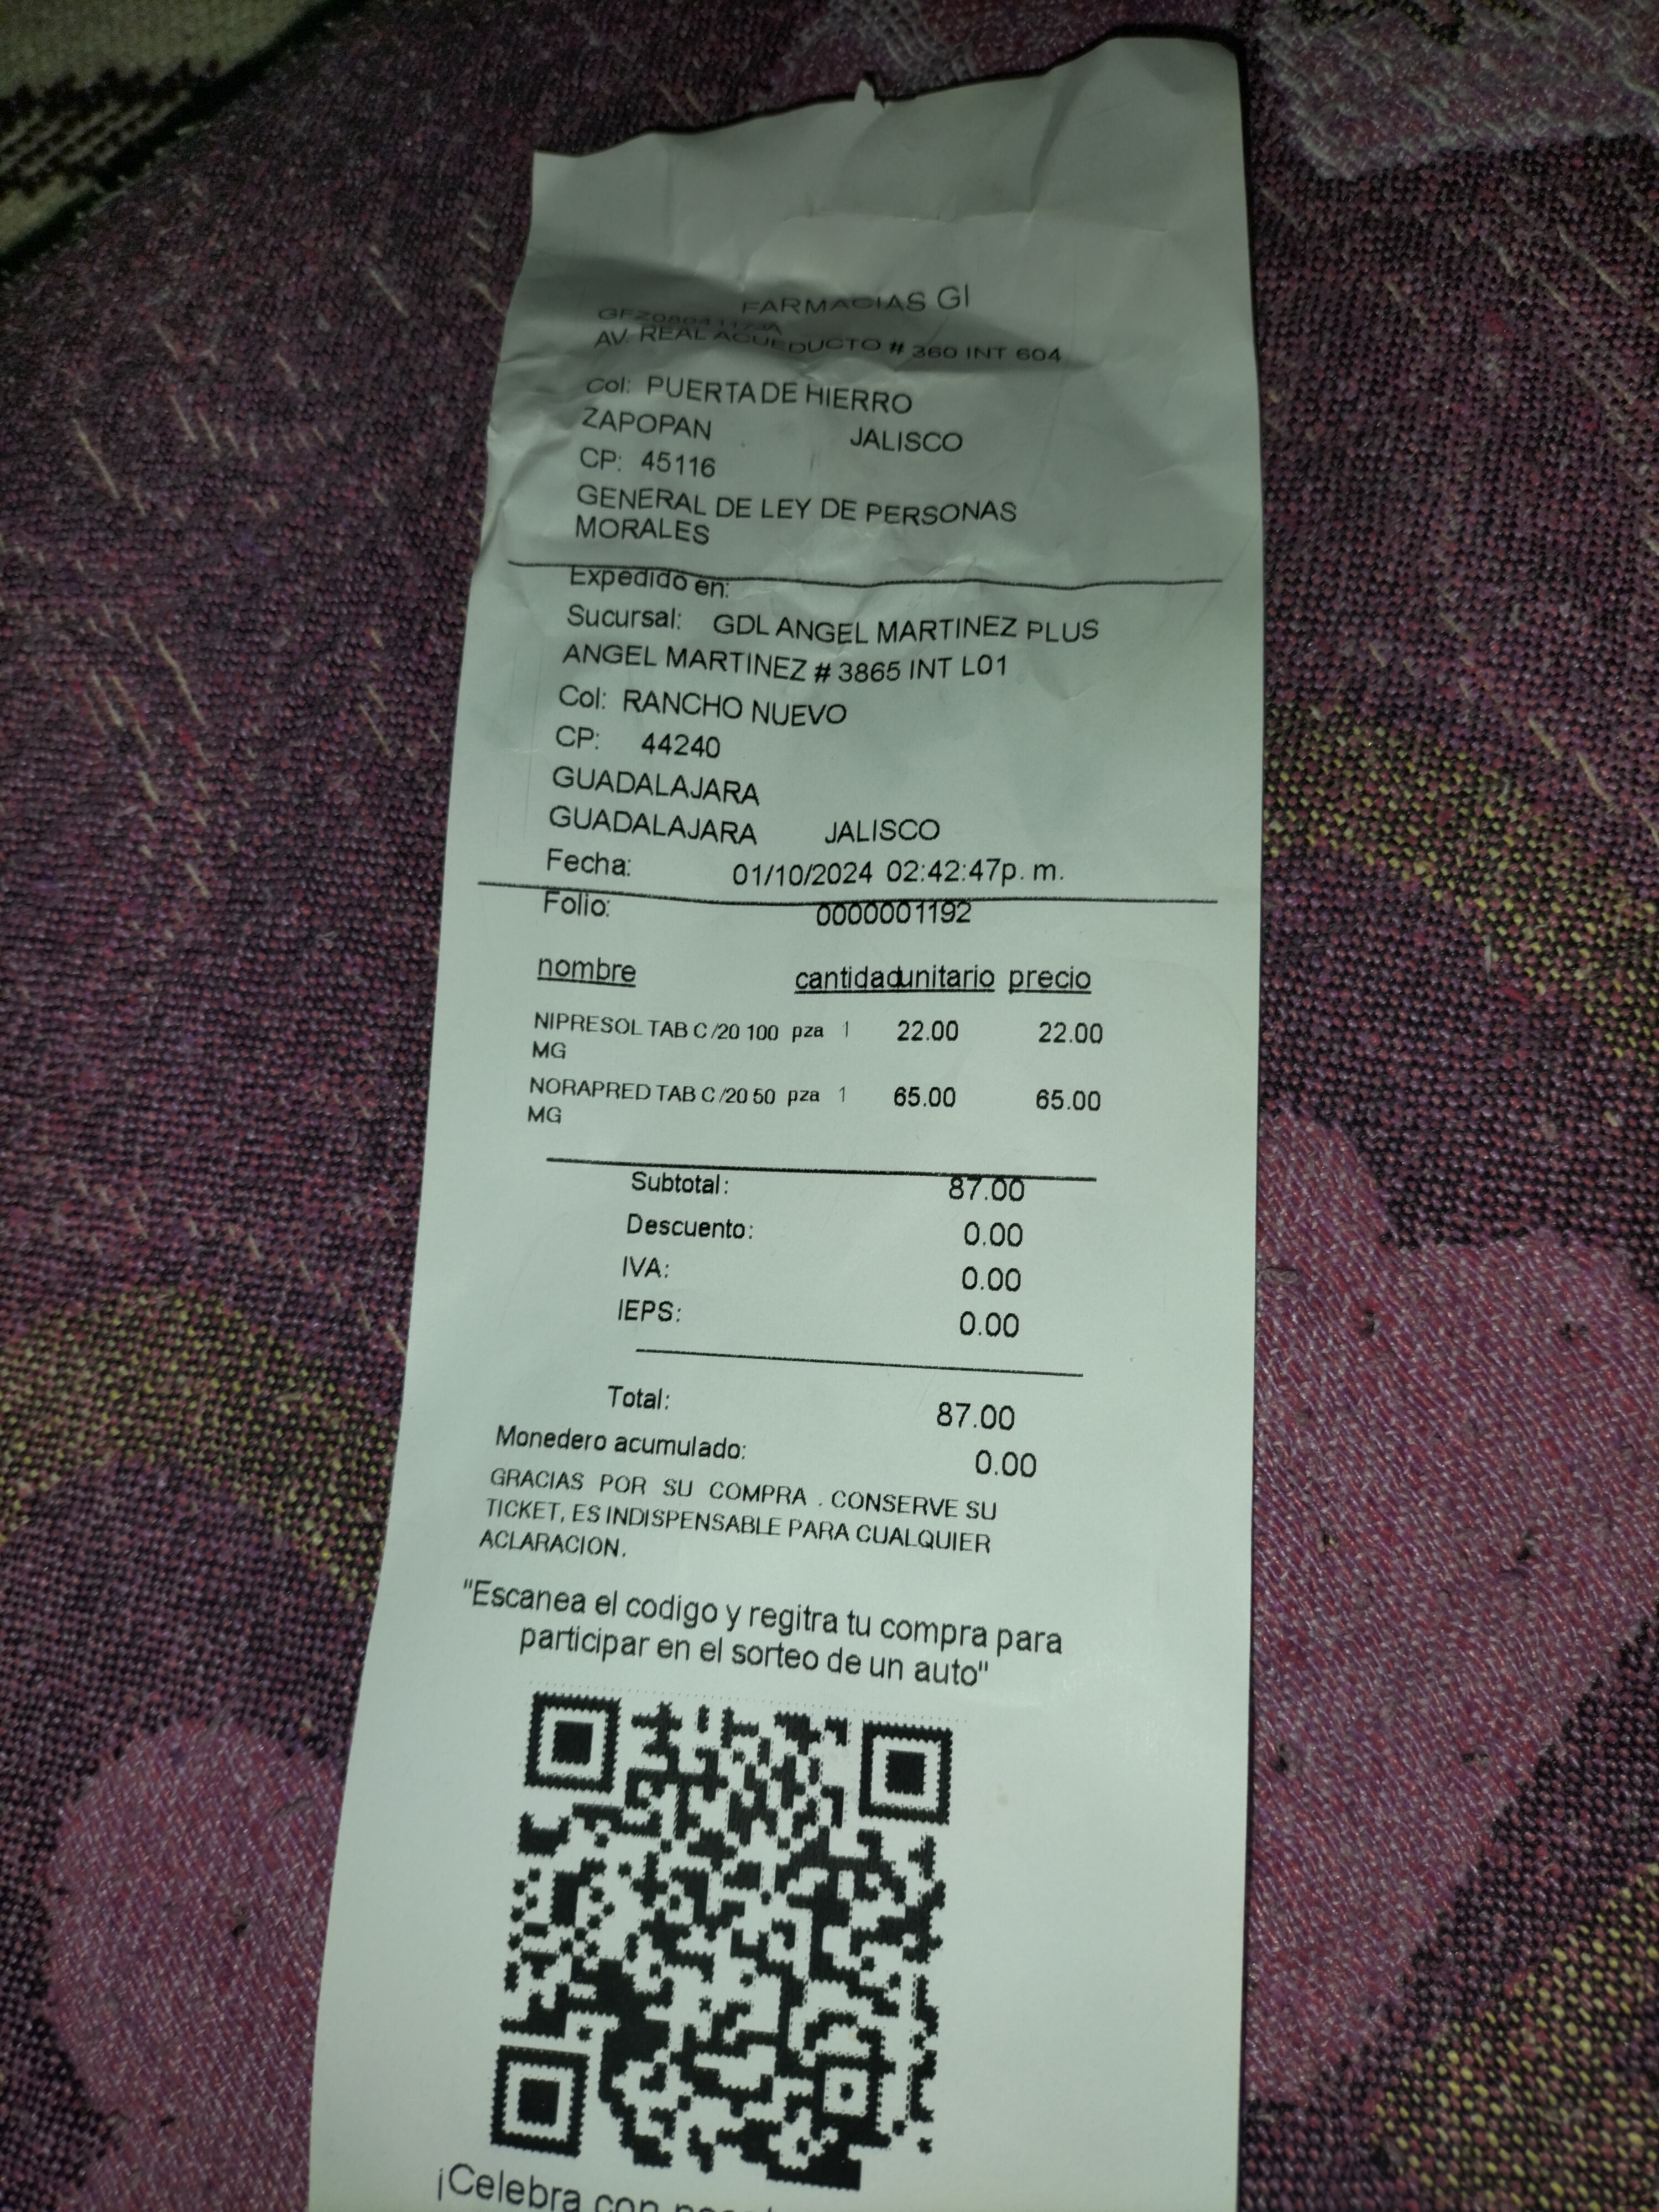 FARMACIAS GI
AV. REAL ACUEDUCTO # 360 INT 604
Col: PUERTA DE HIERRO
ZAPOPAN JALISCO
CP: 45116
GENERAL DE LEY DE PERSONAS
MORALES
Expedido en:
Sucursal: GDL ANGEL MARTINEZ PLUS
ANGEL MARTINEZ # 3865 INT L01
Col: RANCHO NUEVO
CP: 44240
GUADALAJARA
GUADALAJARA JALISCO
Fecha: 01/10/2024 02:42:47p. m.
Folio: 0000001192
nombre cantidad unitario precio
NIPRESOL TAB C/20 100 pza 1 22.00 22.00
MG
NORAPRED TAB C/20 50 pza 1 65.00 65.00
MG
Subtotal: 87.00
Descuento: 0.00
IVA: 0.00
IEPS: 0.00
Total: 87.00
Monedero acumulado: 0.00
GRACIAS POR SU COMPRA . CONSERVE SU
TICKET, ES INDISPENSABLE PARA CUALQUIER
ACLARACION.
"Escanea el codigo y regitra tu compra para
participar en el sorteo de un auto"
¡Celebra con